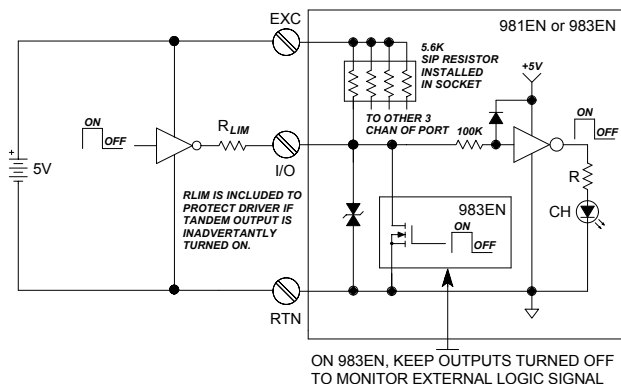 EXC
981EN or 983EN
5.6K
SIP RESISTOR
INSTALLED
IN SOCKET
+5V
ON
OFF
TO OTHER 3
CHAN OF PORT
ON
OFF
RLIM
100K
+
5V
I/O
R
RLIM IS INCLUDED TO
PROTECT DRIVER IF
TANDEM OUTPUT IS
INADVERTANTLY
TURNED ON.
983EN
CH
ON
OFF
RTN
ON 983EN, KEEP OUTPUTS TURNED OFF
TO MONITOR EXTERNAL LOGIC SIGNAL